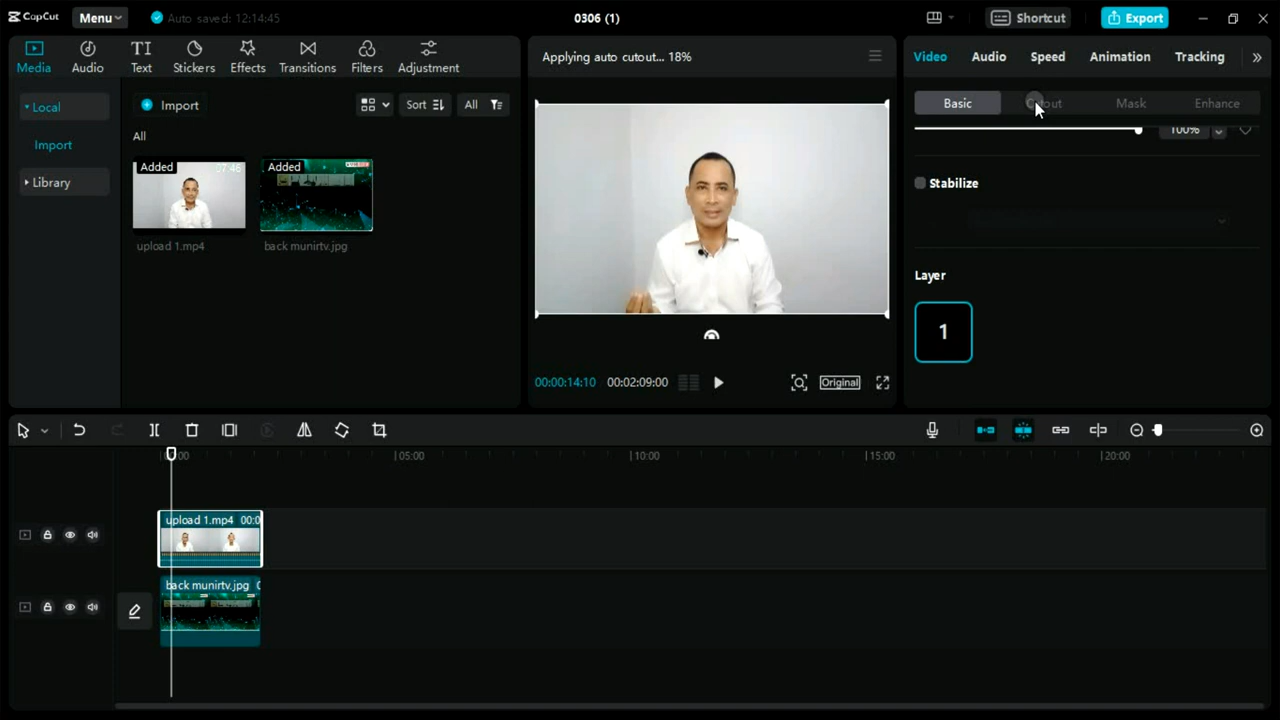 CapCut
Menu
Auto saved: 12:14:45
0306 (1)
Shortcut
Export
Media
Audio
Text
Stickers
Effects
Transitions
Filters
Adjustment
Local
Import
Library
Import
Sort
All
All
Added
07:46
upload 1.mp4
Added
back munirtv.jpg
Applying auto cutout... 18%
00:00:14:10
00:02:09:00
Original
Video
Audio
Speed
Animation
Tracking
Basic
Mask
Enhance
100%
Stabilize
Layer
1
05:00
10:00
15:00
20:00
upload 1.mp4 00:0
back munirtv.jpg